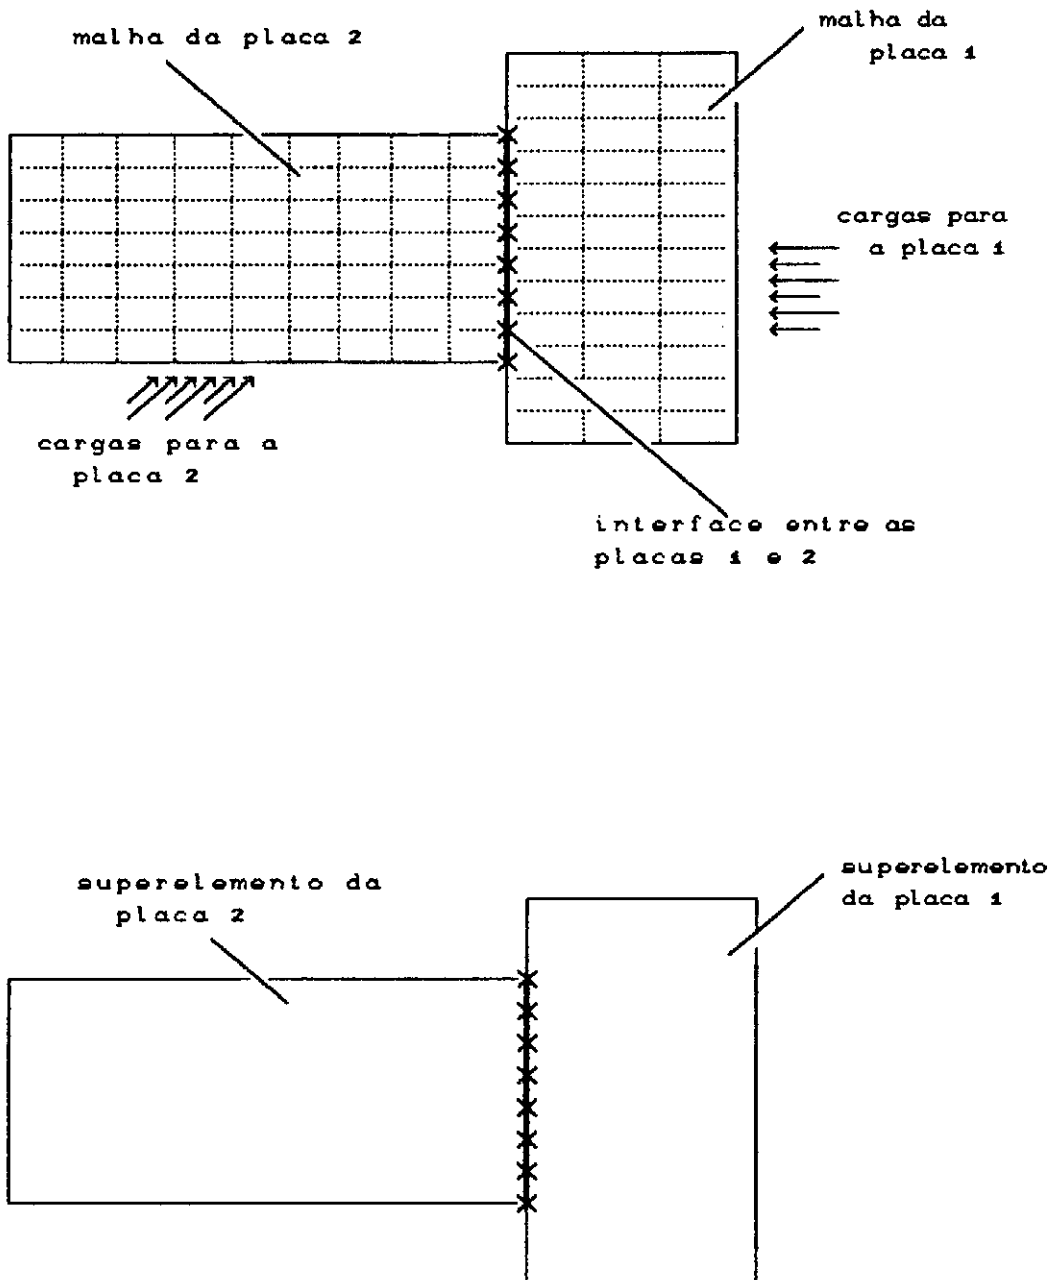 malha da placa 2
malha da
placa 1
cargas para
a placa 1
cargas para a
placa 2
interface entre as
placas 1 e 2
superelemento da
placa 2
superelemento
da placa 1